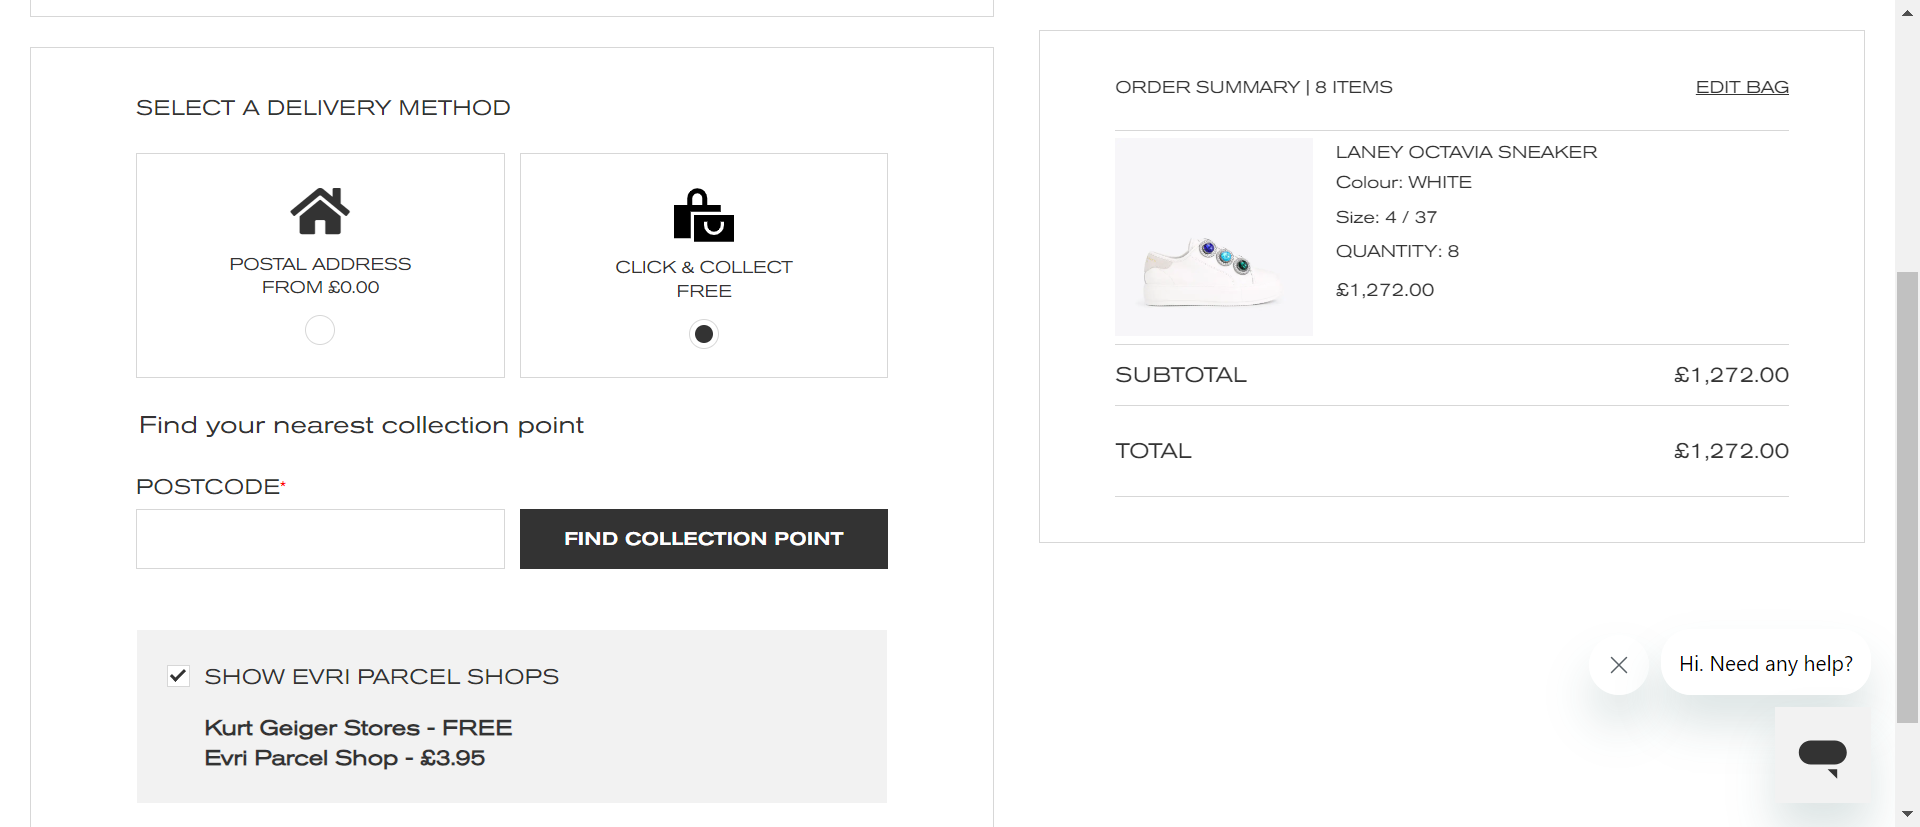 SELECT A DELIVERY METHOD
POSTAL ADDRESS
FROM £0.00
CLICK & COLLECT
FREE
Find your nearest collection point
POSTCODE*
FIND COLLECTION POINT
SHOW EVRI PARCEL SHOPS
Kurt Geiger Stores - FREE
Evri Parcel Shop - £3.95
ORDER SUMMARY | 8 ITEMS
EDIT BAG
LANEY OCTAVIA SNEAKER
Colour: WHITE
Size: 4 / 37
QUANTITY: 8
£1,272.00
SUBTOTAL £1,272.00
TOTAL £1,272.00
Hi. Need any help?